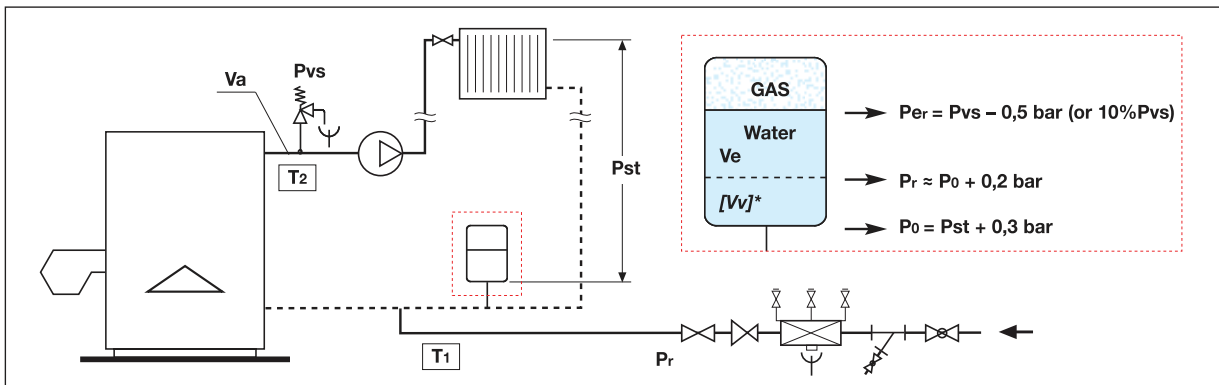 Va
Pvs
T2
Pst
T1
Pr
GAS
Water
Ve
[Vv]*
Per = Pvs – 0,5 bar (or 10%Pvs)
Pr ≈ P0 + 0,2 bar
P0 = Pst + 0,3 bar